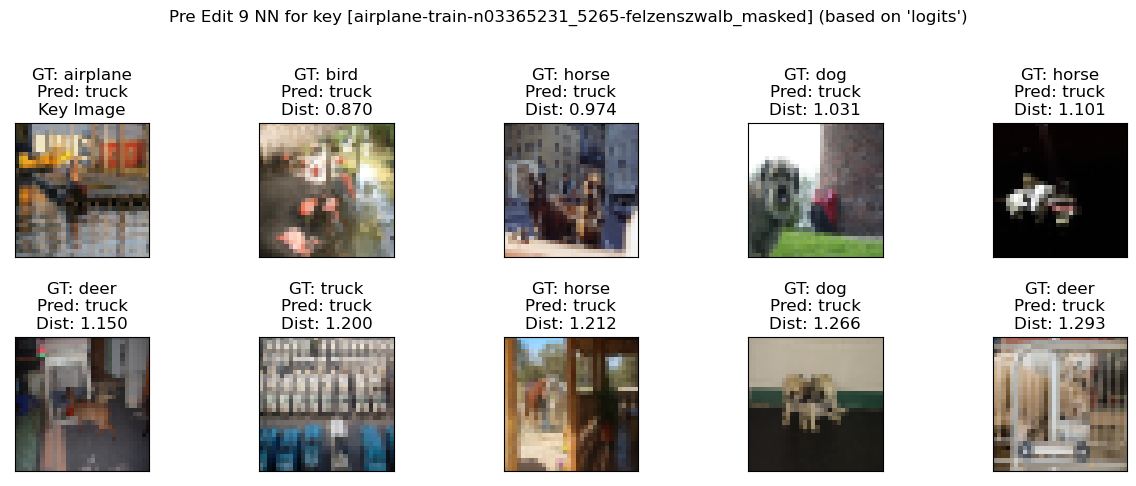 Pre Edit 9 NN for key [airplane-train-n03365231_5265-felzenszwalb_masked] (based on 'logits')
GT: airplane
Pred: truck
Key Image
GT: bird
Pred: truck
Dist: 0.870
GT: horse
Pred: truck
Dist: 0.974
GT: dog
Pred: truck
Dist: 1.031
GT: horse
Pred: truck
Dist: 1.101
GT: deer
Pred: truck
Dist: 1.150
GT: truck
Pred: truck
Dist: 1.200
GT: horse
Pred: truck
Dist: 1.212
GT: dog
Pred: truck
Dist: 1.266
GT: deer
Pred: truck
Dist: 1.293